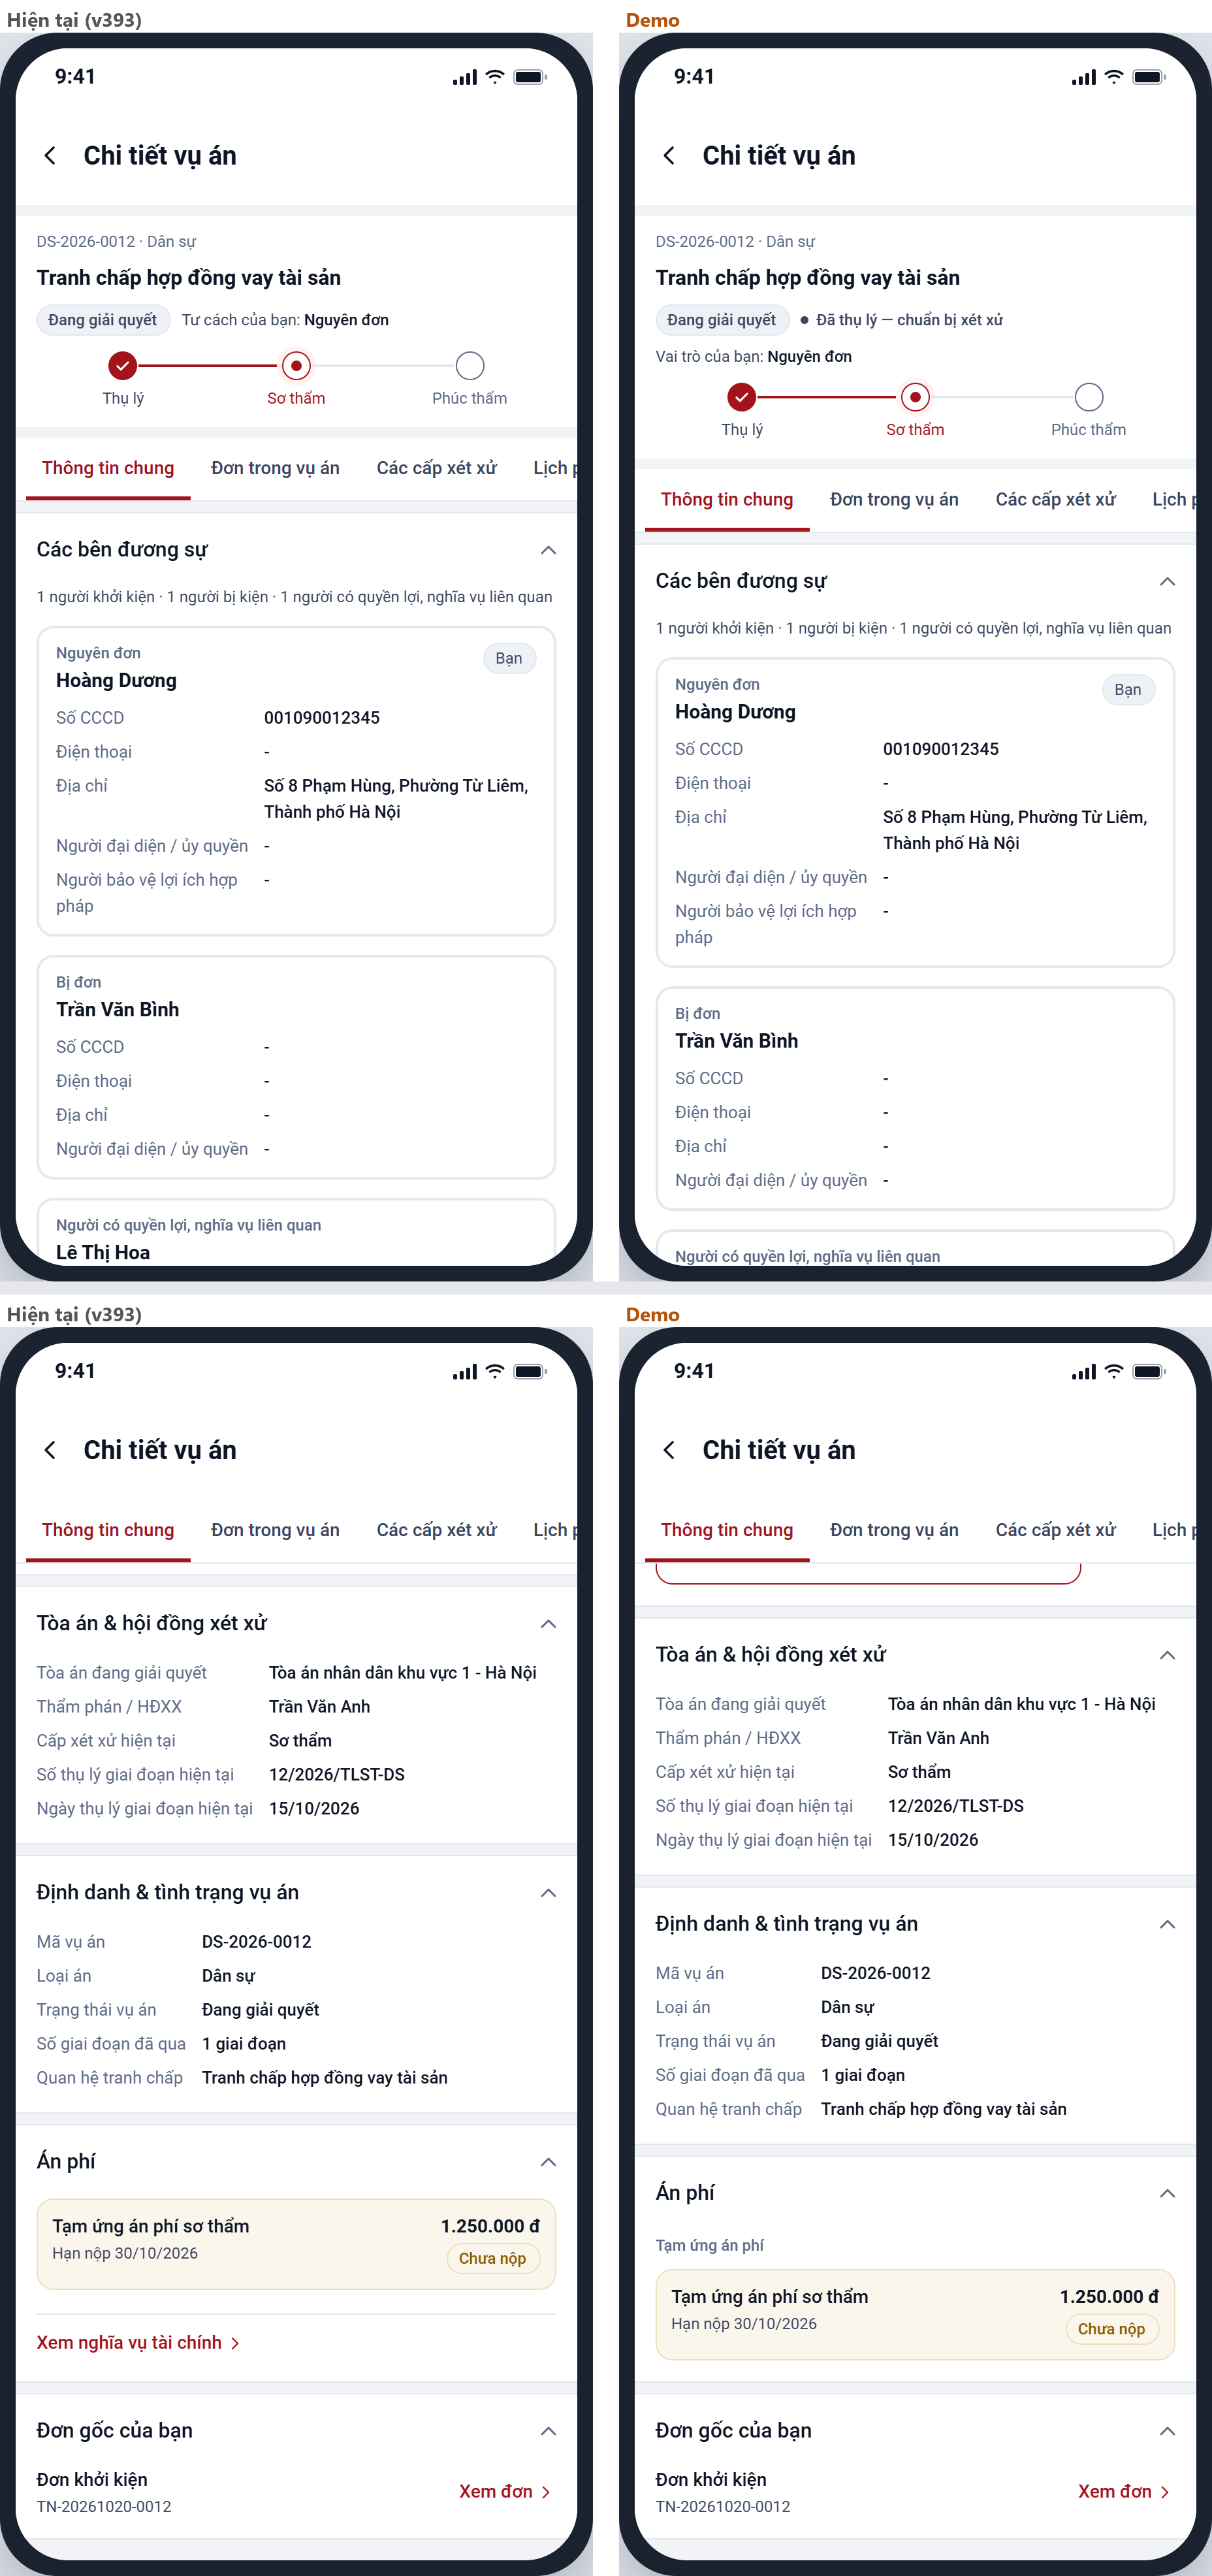 Hiện tại (v393)
9:41
Chi tiết vụ án
DS-2026-0012 · Dân sự
Tranh chấp hợp đồng vay tài sản
Đang giải quyết
Tư cách của bạn: Nguyên đơn
Thụ lý
Sơ thẩm
Phúc thẩm
Thông tin chung
Đơn trong vụ án
Các cấp xét xử
Lịch p
Các bên đương sự
1 người khởi kiện · 1 người bị kiện · 1 người có quyền lợi, nghĩa vụ liên quan
Nguyên đơn
Bạn
Hoàng Dương
Số CCCD 001090012345
Điện thoại -
Địa chỉ Số 8 Phạm Hùng, Phường Từ Liêm,
Thành phố Hà Nội
Người đại diện / ủy quyền -
Người bảo vệ lợi ích hợp -
pháp
Bị đơn
Trần Văn Bình
Số CCCD -
Điện thoại -
Địa chỉ -
Người đại diện / ủy quyền -
Người có quyền lợi, nghĩa vụ liên quan
Lê Thị Hoa
Demo
9:41
Chi tiết vụ án
DS-2026-0012 · Dân sự
Tranh chấp hợp đồng vay tài sản
Đang giải quyết
Đã thụ lý — chuẩn bị xét xử
Vai trò của bạn: Nguyên đơn
Thụ lý
Sơ thẩm
Phúc thẩm
Thông tin chung
Đơn trong vụ án
Các cấp xét xử
Lịch p
Các bên đương sự
1 người khởi kiện · 1 người bị kiện · 1 người có quyền lợi, nghĩa vụ liên quan
Nguyên đơn
Bạn
Hoàng Dương
Số CCCD 001090012345
Điện thoại -
Địa chỉ Số 8 Phạm Hùng, Phường Từ Liêm,
Thành phố Hà Nội
Người đại diện / ủy quyền -
Người bảo vệ lợi ích hợp -
pháp
Bị đơn
Trần Văn Bình
Số CCCD -
Điện thoại -
Địa chỉ -
Người đại diện / ủy quyền -
Người có quyền lợi, nghĩa vụ liên quan
Hiện tại (v393)
9:41
Chi tiết vụ án
Thông tin chung
Đơn trong vụ án
Các cấp xét xử
Lịch p
Tòa án & hội đồng xét xử
Tòa án đang giải quyết Tòa án nhân dân khu vực 1 - Hà Nội
Thẩm phán / HĐXX Trần Văn Anh
Cấp xét xử hiện tại Sơ thẩm
Số thụ lý giai đoạn hiện tại 12/2026/TLST-DS
Ngày thụ lý giai đoạn hiện tại 15/10/2026
Định danh & tình trạng vụ án
Mã vụ án DS-2026-0012
Loại án Dân sự
Trạng thái vụ án Đang giải quyết
Số giai đoạn đã qua 1 giai đoạn
Quan hệ tranh chấp Tranh chấp hợp đồng vay tài sản
Án phí
Tạm ứng án phí sơ thẩm 1.250.000 đ
Hạn nộp 30/10/2026 Chưa nộp
Xem nghĩa vụ tài chính
Đơn gốc của bạn
Đơn khởi kiện
TN-20261020-0012
Xem đơn
Demo
9:41
Chi tiết vụ án
Thông tin chung
Đơn trong vụ án
Các cấp xét xử
Lịch p
Tòa án & hội đồng xét xử
Tòa án đang giải quyết Tòa án nhân dân khu vực 1 - Hà Nội
Thẩm phán / HĐXX Trần Văn Anh
Cấp xét xử hiện tại Sơ thẩm
Số thụ lý giai đoạn hiện tại 12/2026/TLST-DS
Ngày thụ lý giai đoạn hiện tại 15/10/2026
Định danh & tình trạng vụ án
Mã vụ án DS-2026-0012
Loại án Dân sự
Trạng thái vụ án Đang giải quyết
Số giai đoạn đã qua 1 giai đoạn
Quan hệ tranh chấp Tranh chấp hợp đồng vay tài sản
Án phí
Tạm ứng án phí
Tạm ứng án phí sơ thẩm 1.250.000 đ
Hạn nộp 30/10/2026 Chưa nộp
Đơn gốc của bạn
Đơn khởi kiện
TN-20261020-0012
Xem đơn